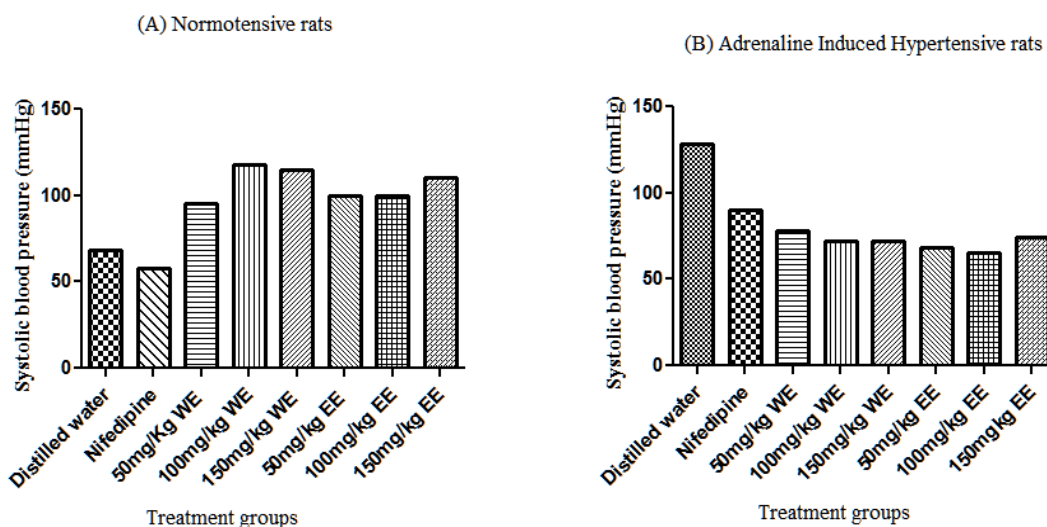 (A) Normotensive rats
Systolic blood pressure (mmHg)
150
100
50
0
Distilled water
Nifedipine
50mg/Kg WE
100mg/kg WE
150mg/kg WE
50mg/kg EE
100mg/kg EE
150mg/kg EE
Treatment groups
(B) Adrenaline Induced Hypertensive rats
Systolic blood pressure (mmHg)
150
100
50
0
Distilled water
Nifedipine
50mg/kg WE
100mg/kg WE
150mg/kg WE
50mg/kg EE
100mg/kg EE
150mg kg EE
Treatment groups